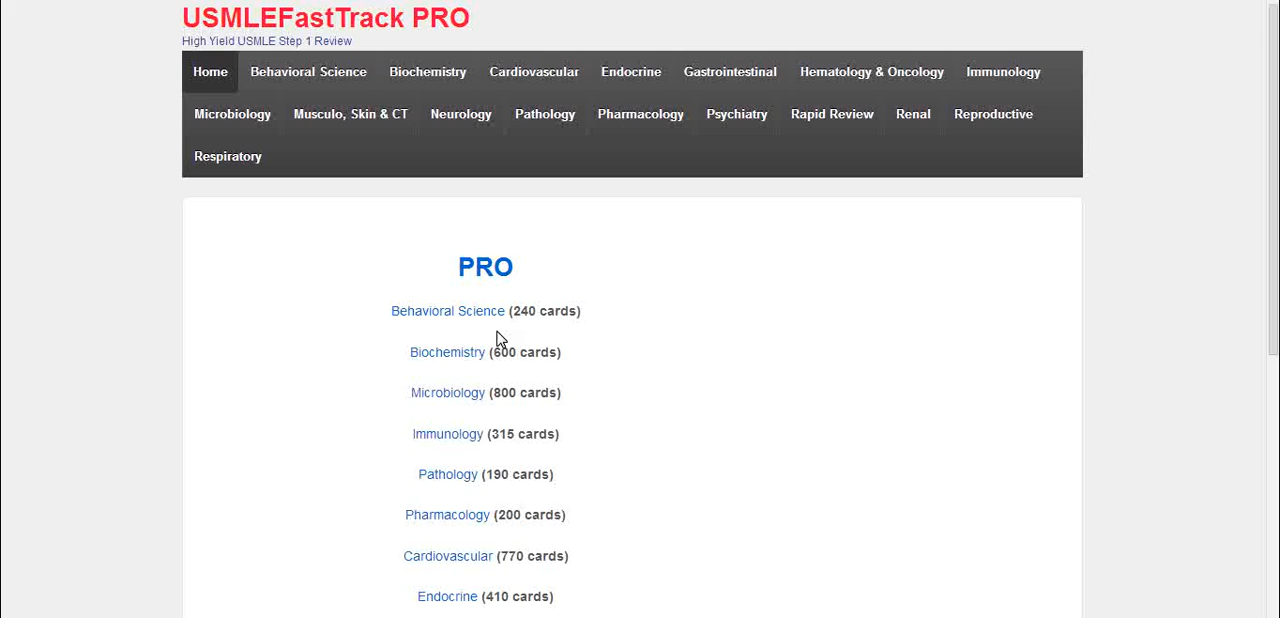 USMLEFastTrack PRO
High Yield USMLE Step 1 Review
Home Behavioral Science Biochemistry Cardiovascular Endocrine Gastrointestinal Hematology & Oncology Immunology
Microbiology Musculo, Skin & CT Neurology Pathology Pharmacology Psychiatry Rapid Review Renal Reproductive
Respiratory
PRO
Behavioral Science (240 cards)
Biochemistry (600 cards)
Microbiology (800 cards)
Immunology (315 cards)
Pathology (190 cards)
Pharmacology (200 cards)
Cardiovascular (770 cards)
Endocrine (410 cards)